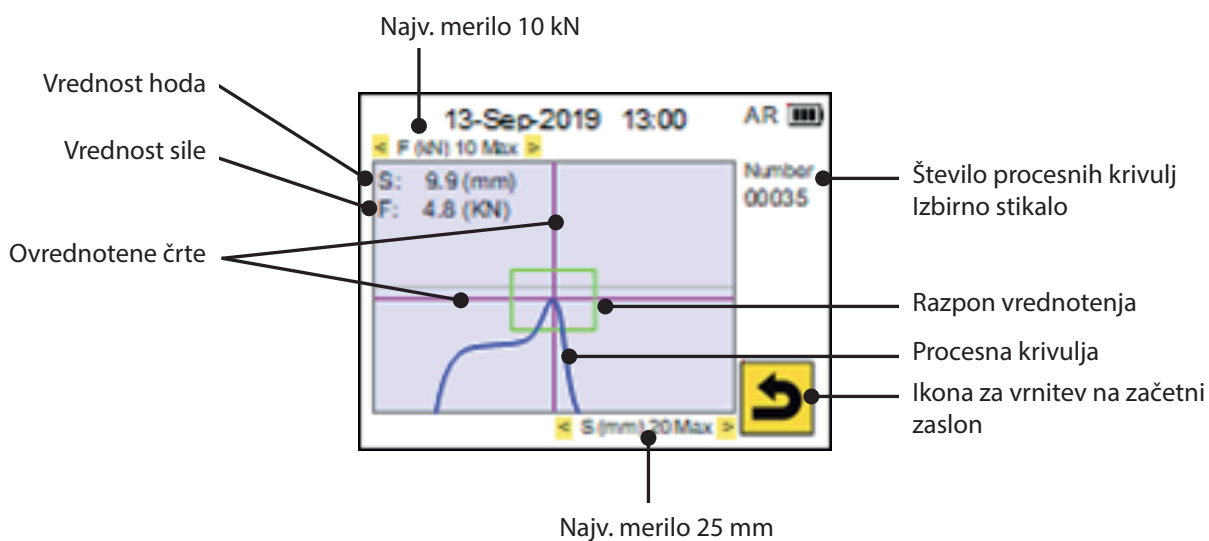 Najv. merilo 10 kN
Vrednost hoda
Vrednost sile
Ovrednotene črte
13-Sep-2019 13:00 AR
< F (kN) 10 Max >
S: 9.9 (mm)
F: 4.8 (KN)
Number
00035
< S (mm) 20 Max >
Število procesnih krivulj
Izbirno stikalo
Razpon vrednotenja
Procesna krivulja
Ikona za vrnitev na začetni
zaslon
Najv. merilo 25 mm